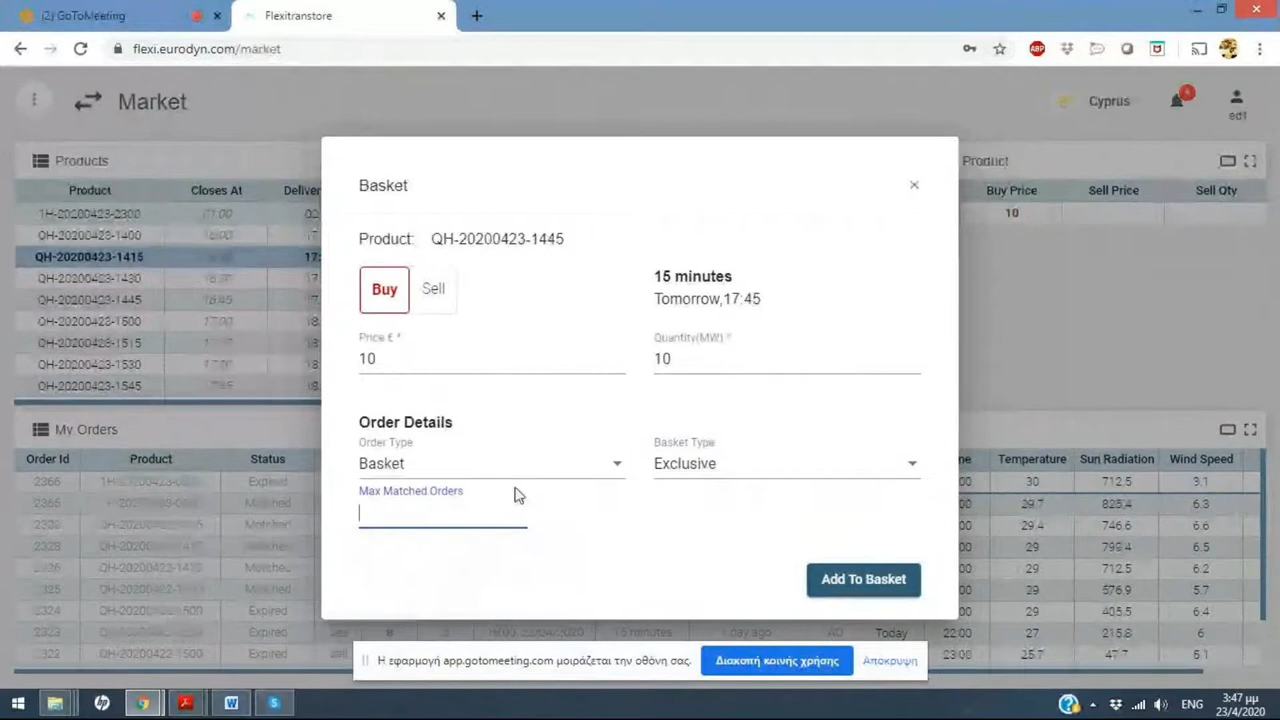 (2) GoToMeeting
Flexitranstore
flexi.eurodyn.com/market
Market
Cyprus
ed1
Products
Product
Product Closes At Deliver
Buy Price Sell Price Sell Qty
1H-20200423-2300
10
QH-20200423-1400
QH-20200423-1415 17:
QH-20200423-1430
QH-20200423-1445
QH-20200423-1500
QH-20200423-1515
QH-20200423-1530
QH-20200423-1545
Basket
Product: QH-20200423-1445
Buy Sell
15 minutes
Tomorrow,17:45
Price € *
10
Quantity(MW) *
10
Order Details
Order Type
Basket
Basket Type
Exclusive
Max Matched Orders
Add To Basket
My Orders
Order Id Product Status
Temperature Sun Radiation Wind Speed
2366 Expired 30 712.5 3.1
2365 Matched 29.7 825.4 6.3
29.4 746.6 6.6
2328 29 799.4 6.5
29 712.5 6.2
29 576.9 5.7
2324 Expired 29 405.5 6.4
2323 Expired 8 15 minutes 1 day ago Today 22:00 27 215.8 6
2322 QH-20200422-1500 Expired 23:00 25.7 47.7 5.1
Η εφαρμογή app.gotomeeting.com μοιράζεται την οθόνη σας. Διακοπή κοινής χρήσης Απόκρυψη
ENG
3:47 μμ
23/4/2020